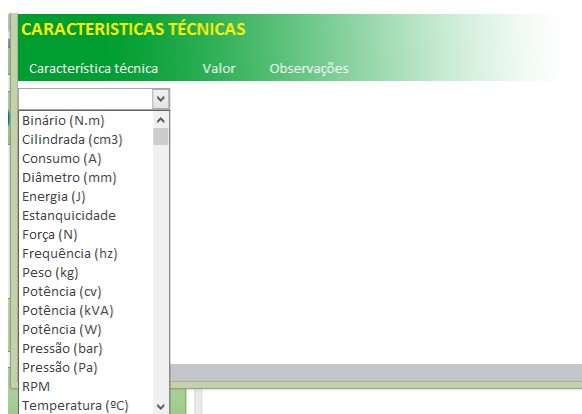 CARACTERISTICAS TÉCNICAS
Característica técnica Valor Observações
Binário (N.m)
Cilindrada (cm3)
Consumo (A)
Diâmetro (mm)
Energia (J)
Estanquicidade
Força (N)
Frequência (hz)
Peso (kg)
Potência (cv)
Potência (kVA)
Potência (W)
Pressão (bar)
Pressão (Pa)
RPM
Temperatura (ºC)